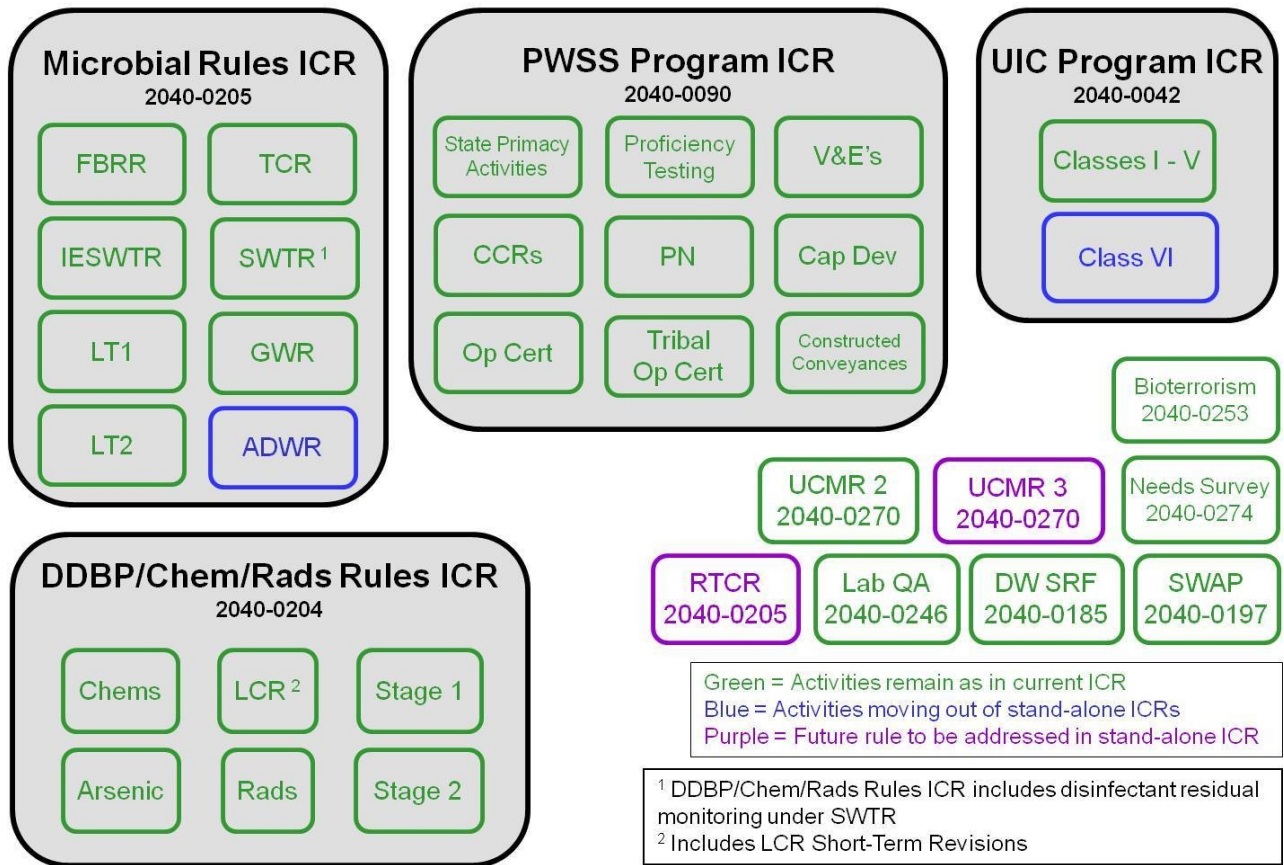 Microbial Rules ICR
2040-0205
FBRR
TCR
IESWTR
SWTR ¹
LT1
GWR
LT2
ADWR
PWSS Program ICR
2040-0090
State Primacy
Activities
Proficiency
Testing
V&E's
CCRs
PN
Cap Dev
Op Cert
Tribal
Op Cert
Constructed
Conveyances
UIC Program ICR
2040-0042
Classes I - V
Class VI
Bioterrorism
2040-0253
UCMR 2
2040-0270
UCMR 3
2040-0270
Needs Survey
2040-0274
RTCR
2040-0205
Lab QA
2040-0246
DW SRF
2040-0185
SWAP
2040-0197
DDBP/Chem/Rads Rules ICR
2040-0204
Chems
LCR ²
Stage 1
Arsenic
Rads
Stage 2
Green = Activities remain as in current ICR
Blue = Activities moving out of stand-alone ICRs
Purple = Future rule to be addressed in stand-alone ICR
¹ DDBP/Chem/Rads Rules ICR includes disinfectant residual
monitoring under SWTR
² Includes LCR Short-Term Revisions